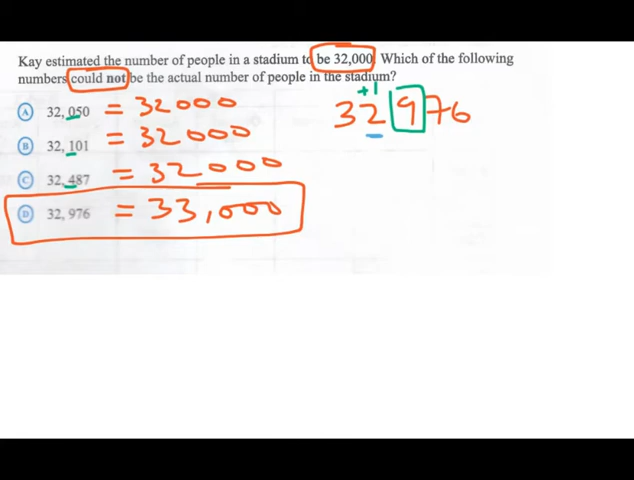 Kay estimated the number of people in a stadium to be 32,000. Which of the following
numbers could not be the actual number of people in the stadium?
A 32,050 = 32000
B 32,101 = 32000
C 32,487 = 32000
D 32,976 = 33,000
+1
32976